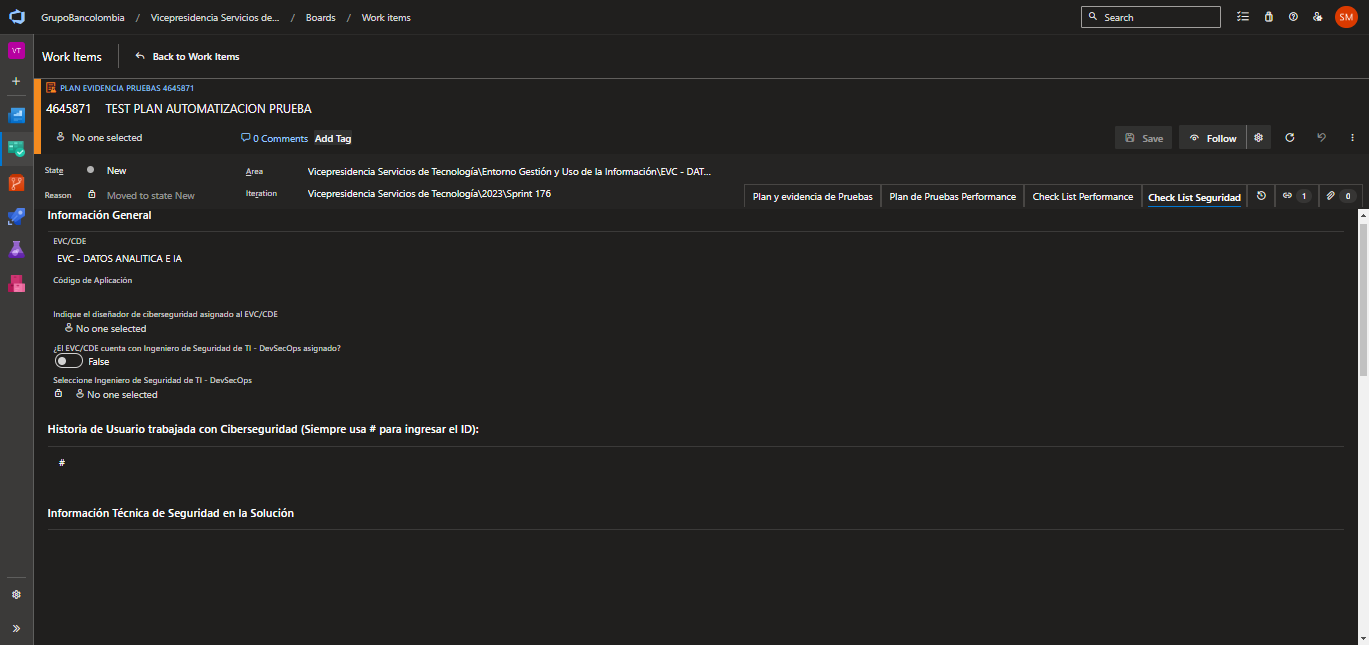 GrupoBancolombia / Vicepresidencia Servicios de... / Boards / Work items
Search
SM
VT
Work Items
Back to Work Items
PLAN EVIDENCIA PRUEBAS 4645871
4645871 TEST PLAN AUTOMATIZACION PRUEBA
No one selected
0 Comments
Add Tag
Save
Follow
State New
Area Vicepresidencia Servicios de Tecnología\Entorno Gestión y Uso de la Información\EVC - DAT...
Reason Moved to state New
Iteration Vicepresidencia Servicios de Tecnología\2023\Sprint 176
Plan y evidencia de Pruebas
Plan de Pruebas Performance
Check List Performance
Check List Seguridad
1
0
Información General
EVC/CDE
EVC - DATOS ANALITICA E IA
Código de Aplicación
Indique el diseñador de ciberseguridad asignado al EVC/CDE
No one selected
¿El EVC/CDE cuenta con Ingeniero de Seguridad de TI - DevSecOps asignado?
False
Seleccione Ingeniero de Seguridad de TI - DevSecOps
No one selected
Historia de Usuario trabajada con Ciberseguridad (Siempre usa # para ingresar el ID):
#
Información Técnica de Seguridad en la Solución